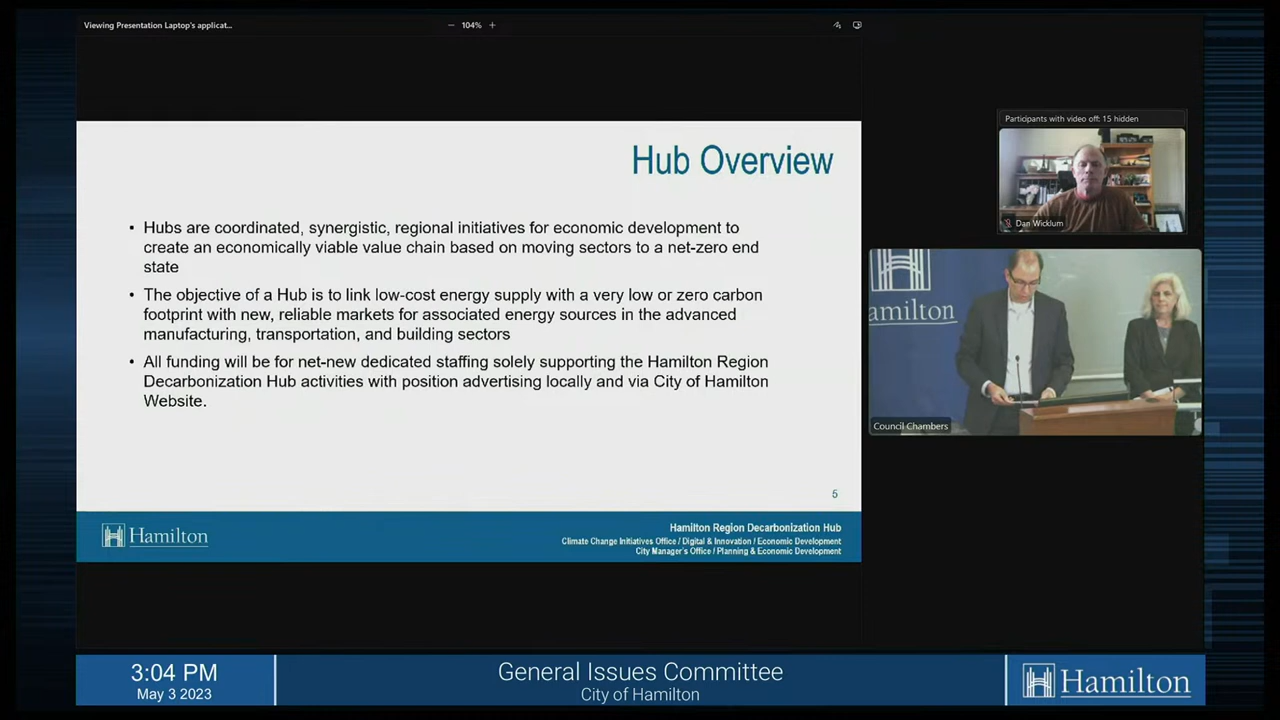 Viewing Presentation Laptop's applicat...
− 104% +
Hub Overview
• Hubs are coordinated, synergistic, regional initiatives for economic development to
create an economically viable value chain based on moving sectors to a net-zero end
state
• The objective of a Hub is to link low-cost energy supply with a very low or zero carbon
footprint with new, reliable markets for associated energy sources in the advanced
manufacturing, transportation, and building sectors
• All funding will be for net-new dedicated staffing solely supporting the Hamilton Region
Decarbonization Hub activities with position advertising locally and via City of Hamilton
Website.
5
Hamilton
Hamilton Region Decarbonization Hub
Climate Change Initiatives Office / Digital & Innovation / Economic Development
City Manager's Office / Planning & Economic Development
Participants with video off: 15 hidden
Dan Wicklum
amilton
Council Chambers
3:04 PM
May 3 2023
General Issues Committee
City of Hamilton
Hamilton